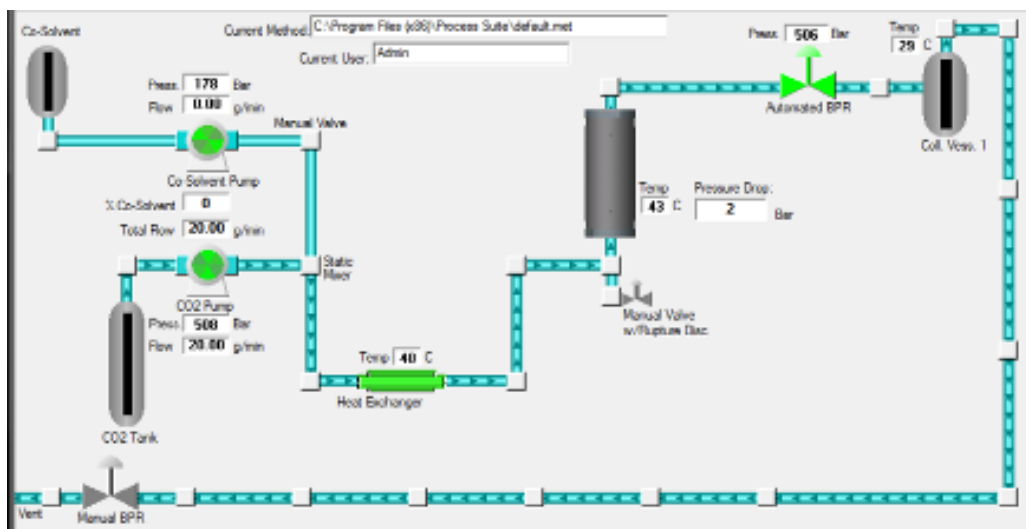 Co-Solvent
Current Method: C:\Program Files (x86)\Process Suite\default.met
Current User: Admin
Press. 506 Bar
Temp
29 C
Automated BPR
Coll. Vess. 1
Press. 178 Bar
Flow 0.00 g/min
Manual Valve
Co Solvent Pump
% Co-Solvent 0
Total Flow 20.00 g/min
Static
Mixer
CO2 Pump
Press. 508 Bar
Flow 20.00 g/min
Temp
43 C
Pressure Drop:
2 Bar
Manual Valve
w/Rupture Disc.
Temp 40 C
Heat Exchanger
CO2 Tank
Vent
Manual BPR